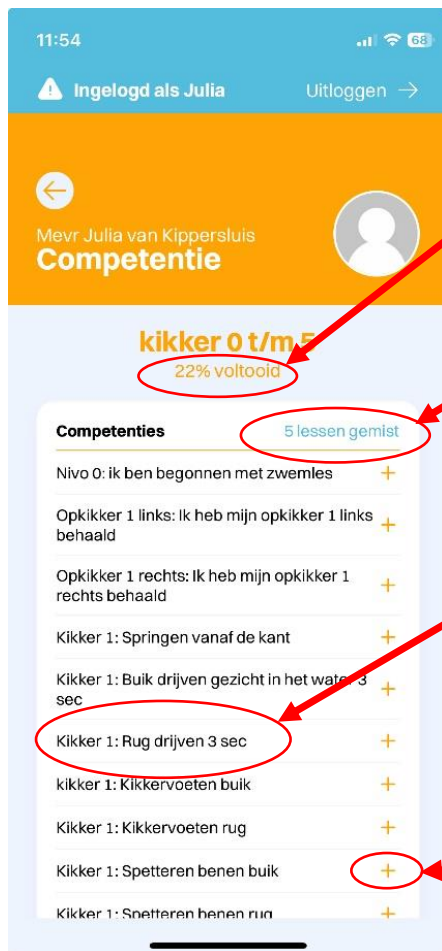 11:54
68
Ingelogd als Julia Uitloggen →
Mevr Julia van Kippersluis
Competentie
kikker 0 t/m 5
22% voltooid
Competenties 5 lessen gemist
Nivo 0: ik ben begonnen met zwemles +
Opkikker 1 links: Ik heb mijn opkikker 1 links
behaald +
Opkikker 1 rechts: Ik heb mijn opkikker 1
rechts behaald +
Kikker 1: Springen vanaf de kant +
Kikker 1: Buik drijven gezicht in het water 3
sec +
Kikker 1: Rug drijven 3 sec +
kikker 1: Kikkervoeten buik +
Kikker 1: Kikkervoeten rug +
Kikker 1: Spetteren benen buik +
Kikker 1: Spetteren benen rug +